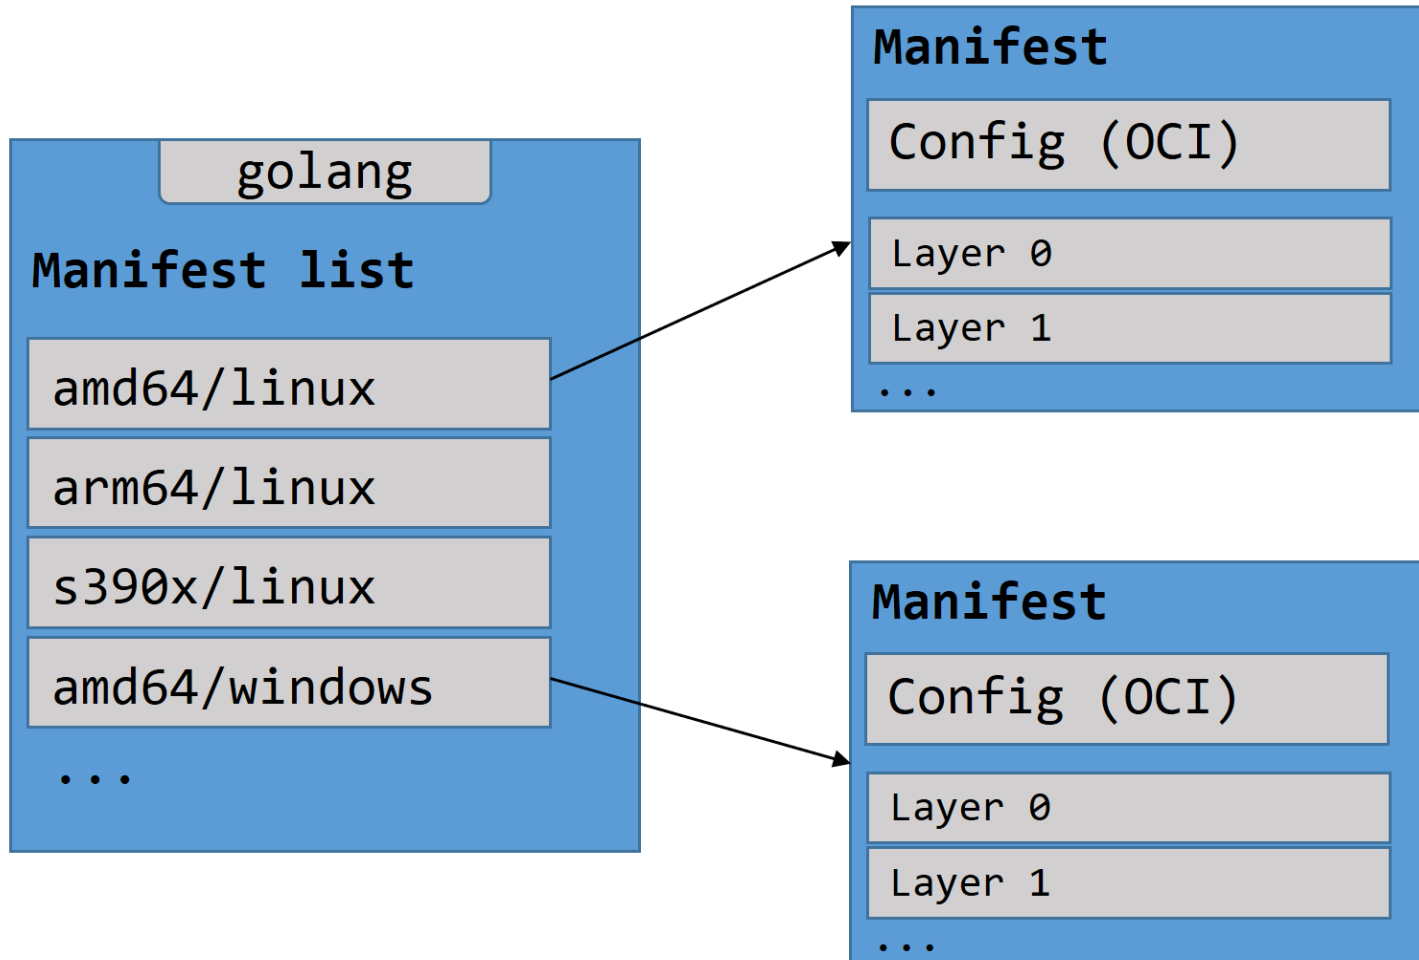 golang
Manifest list
amd64/linux
arm64/linux
s390x/linux
amd64/windows
...
Manifest
Config (OCI)
Layer 0
Layer 1
...
Manifest
Config (OCI)
Layer 0
Layer 1
...